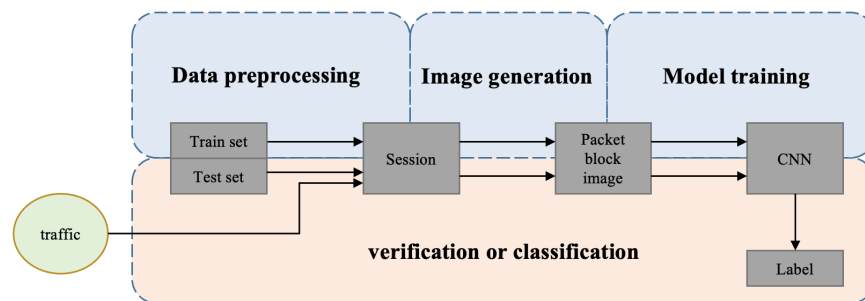 Data preprocessing
Image generation
Model training
Train set
Test set
Session
Packet
block
image
CNN
traffic
verification or classification
Label